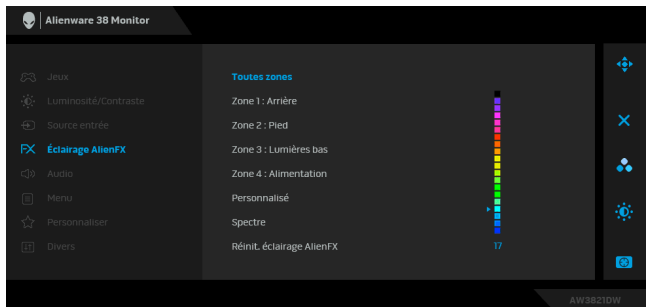 Alienware 38 Monitor
Jeux
Luminosité/Contraste
Source entrée
FX Éclairage AlienFX
Audio
Menu
Personnaliser
Divers
Toutes zones
Zone 1 : Arrière
Zone 2 : Pied
Zone 3 : Lumières bas
Zone 4 : Alimentation
Personnalisé
Spectre
Réinit. éclairage AlienFX
17
AW3821DW